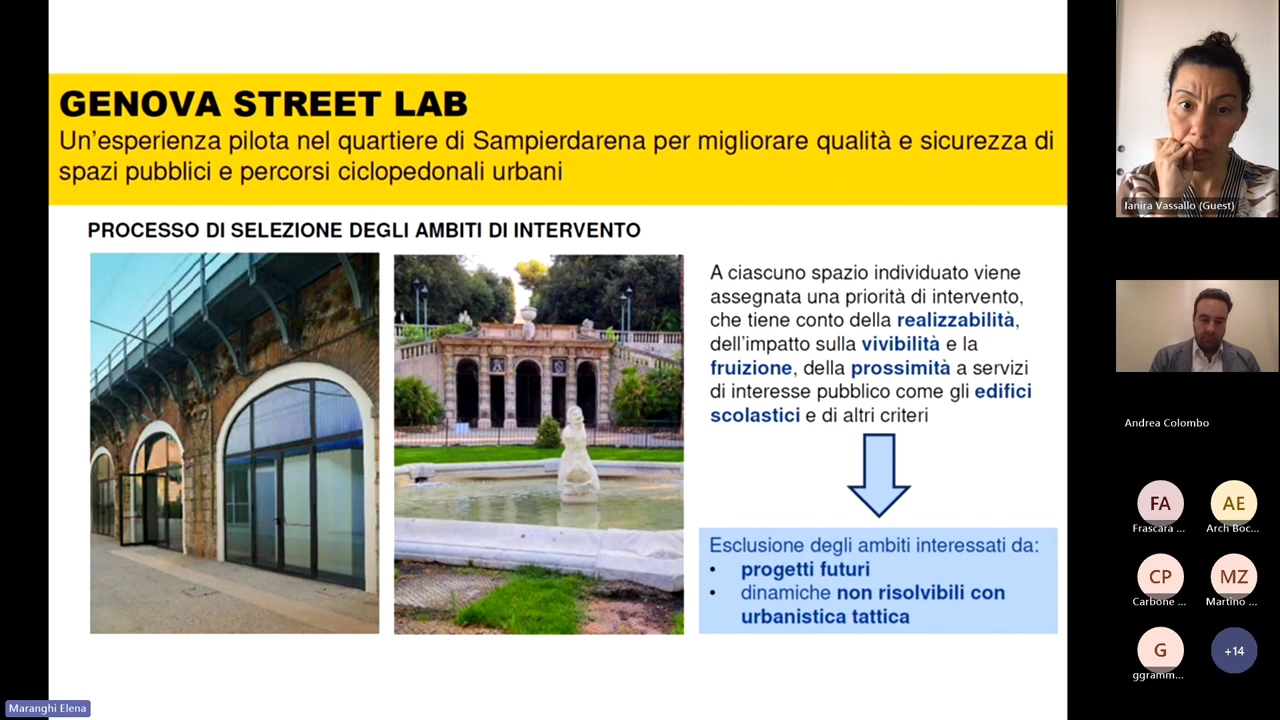 GENOVA STREET LAB
Un'esperienza pilota nel quartiere di Sampierdarena per migliorare qualità e sicurezza di
spazi pubblici e percorsi ciclopedonali urbani
PROCESSO DI SELEZIONE DEGLI AMBITI DI INTERVENTO
A ciascuno spazio individuato viene
assegnata una priorità di intervento,
che tiene conto della realizzabilità,
dell'impatto sulla vivibilità e la
fruizione, della prossimità a servizi
di interesse pubblico come gli edifici
scolastici e di altri criteri
Esclusione degli ambiti interessati da:
• progetti futuri
• dinamiche non risolvibili con
urbanistica tattica
Maranghi Elena
Ianira Vassallo (Guest)
Andrea Colombo
FA
Frascara ...
AE
Arch Boc...
CP
Carbone ...
MZ
Martino ...
G
ggramm...
+14